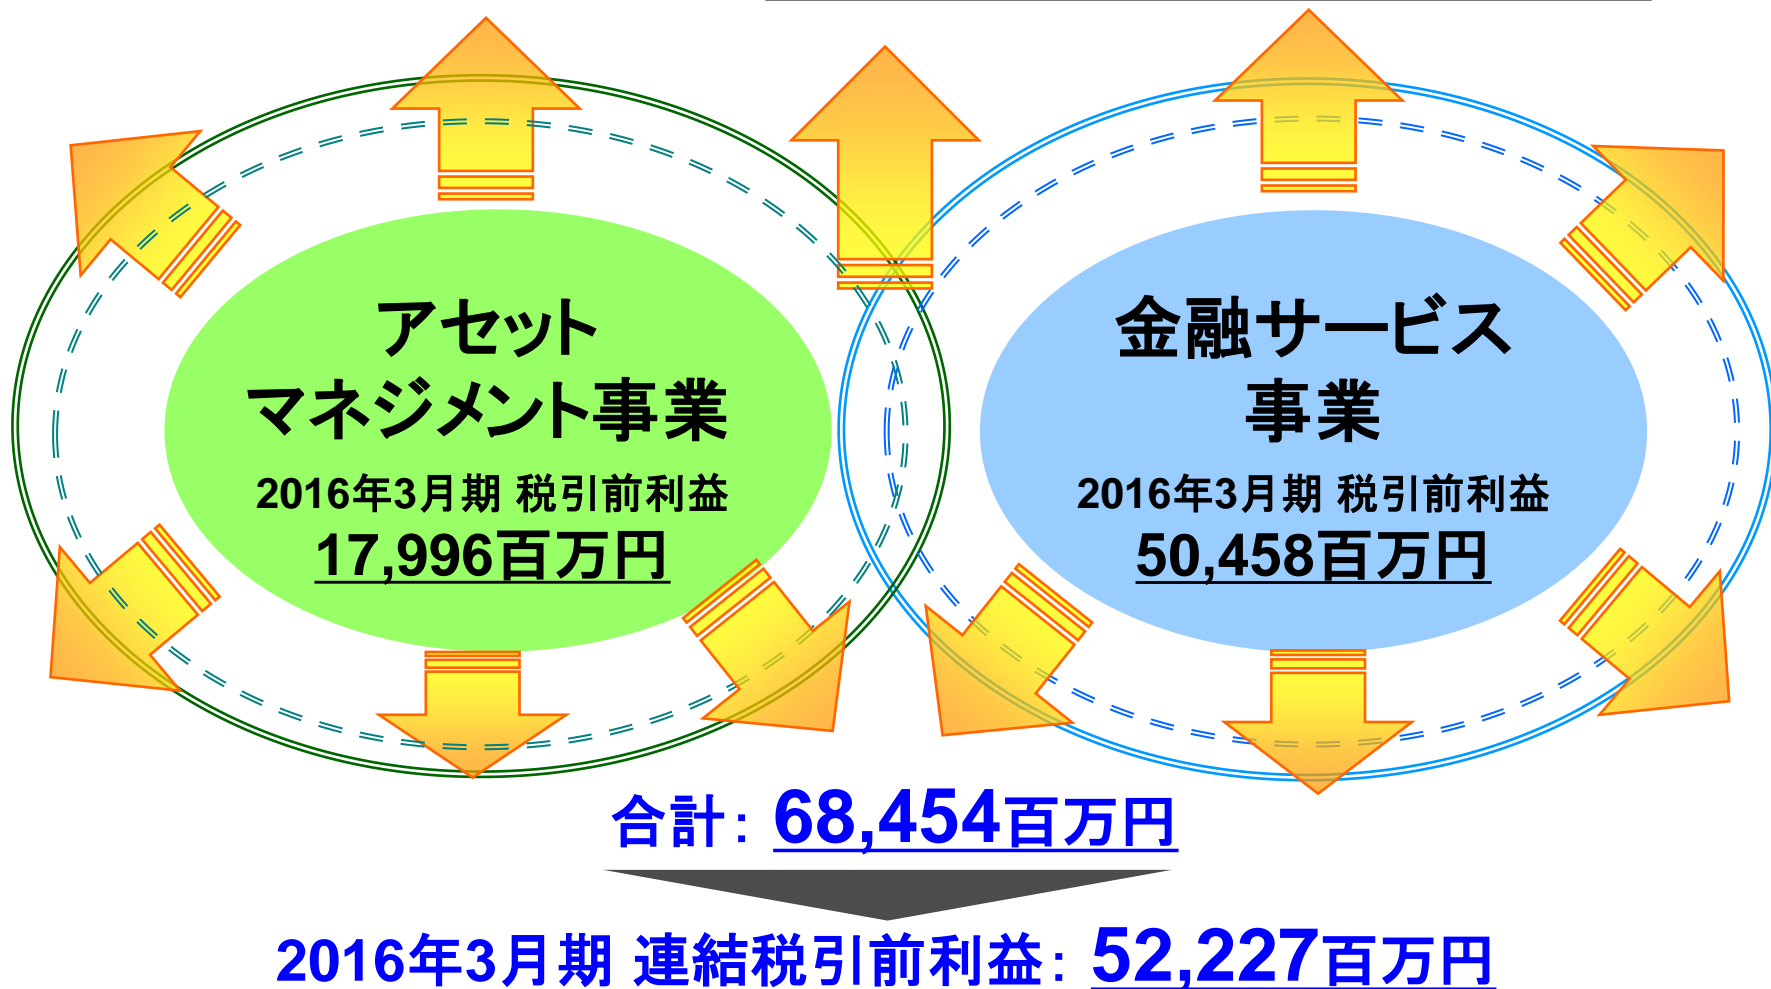 アセット
マネジメント事業
2016年3月期 税引前利益
17,996百万円
金融サービス
事業
2016年3月期 税引前利益
50,458百万円
合計: 68,454百万円
2016年3月期 連結税引前利益: 52,227百万円